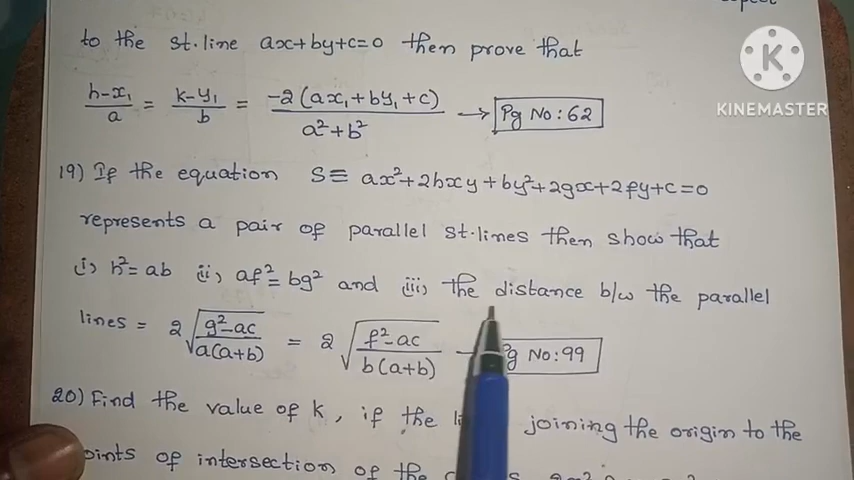 to the st.line ax+by+c=0 then prove that
KINEMASTER
h-x₁/a = k-y₁/b = -2(ax₁+by₁+c)/a²+b² → Pg No:62
19) If the equation S≡ ax²+2hxy+by²+2gx+2fy+c=0
represents a pair of parallel st.lines then show that
(i) h²=ab (ii) af²=bg² and (iii) the distance b/w the parallel
lines = 2√(g²-ac/a(a+b)) = 2√(f²-ac/b(a+b)) Pg No:99
20) Find the value of k, if the joining the origin to the
of intersection of the